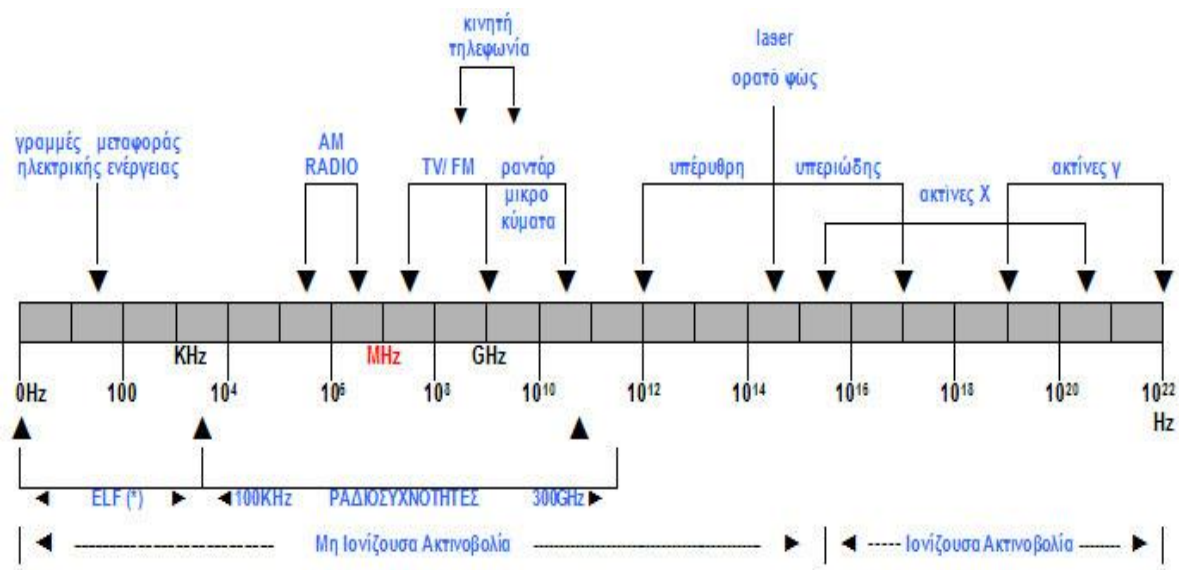 κινητή
τηλεφωνία
laser
ορατό φώς
γραμμές μεταφοράς
ηλεκτρικής ενέργειας
AM
RADIO
TV/FM
ραντάρ
μικρο
κύματα
υπέρυθρη
υπεριώδης
ακτίνες Χ
ακτίνες γ
KHz
MHz
GHz
0Hz 100 10⁴ 10⁶ 10⁸ 10¹⁰ 10¹² 10¹⁴ 10¹⁶ 10¹⁸ 10²⁰ 10²²
Hz
ELF (*)
100KHz ΡΑΔΙΟΣΥΧΝΟΤΗΤΕΣ 300GHz
Μη Ιονίζουσα Ακτινοβολία
Ιονίζουσα Ακτινοβολία